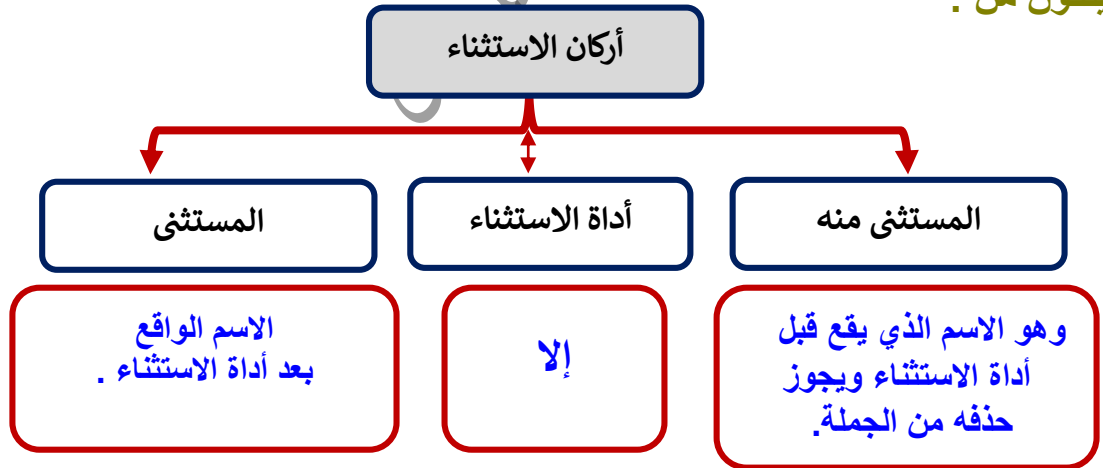 أركان الاستثناء
المستثنى منه
أداة الاستثناء
المستثنى
وهو الاسم الذي يقع قبل
أداة الاستثناء ويجوز
حذفه من الجملة.
إلا
الاسم الواقع
بعد أداة الاستثناء .